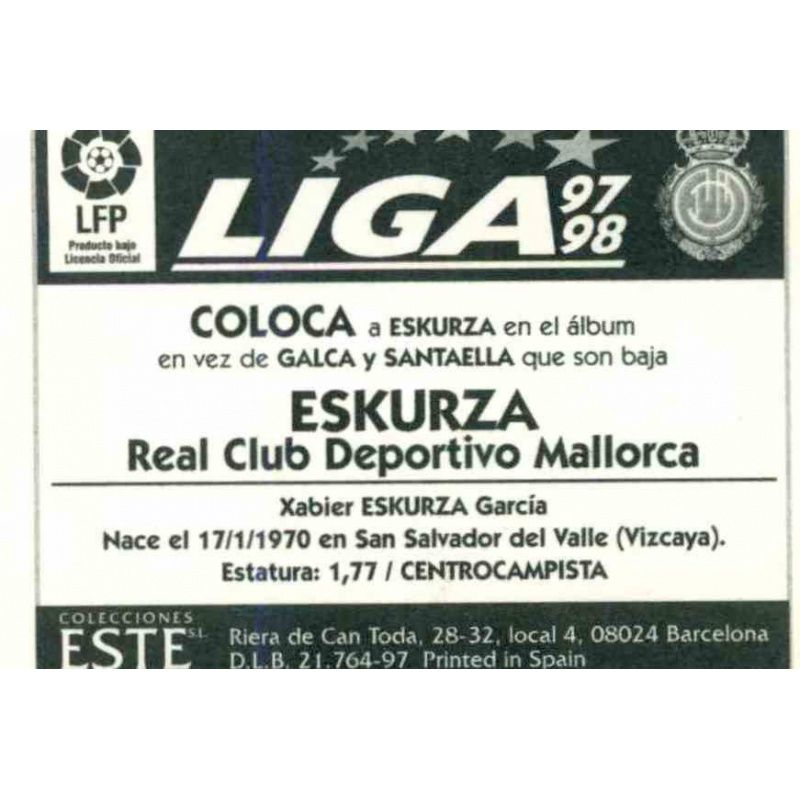 LFP
Producto bajo
Licencia Oficial
LIGA 97
98
COLOCA a ESKURZA en el álbum
en vez de GALCA y SANTAELLA que son baja
ESKURZA
Real Club Deportivo Mallorca
Xabier ESKURZA García
Nace el 17/1/1970 en San Salvador del Valle (Vizcaya).
Estatura: 1,77 / CENTROCAMPISTA
COLECCIONES
ESTE S.L.
Riera de Can Toda, 28-32, local 4, 08024 Barcelona
D.L.B. 21.764-97 Printed in Spain